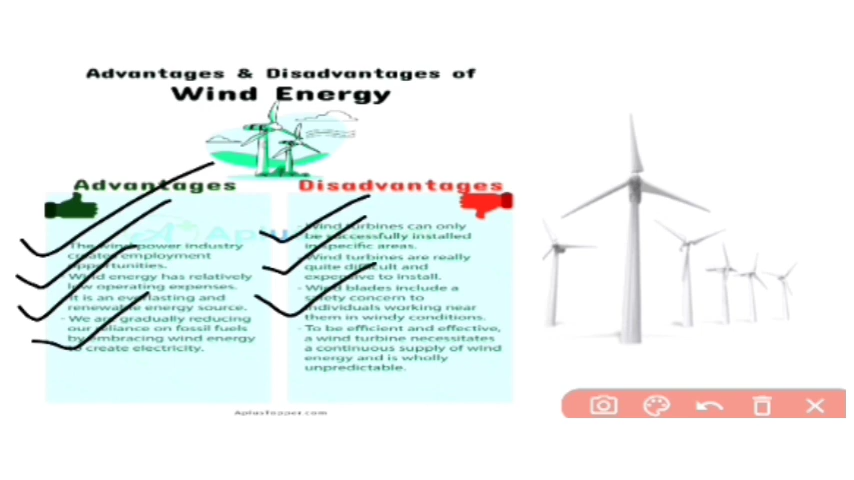 Advantages & Disadvantages of
Wind Energy
Advantages
- The wind power industry
creates employment
opportunities.
- Wind energy has relatively
low operating expenses.
- It is an everlasting and
renewable energy source.
- We are gradually reducing
our reliance on fossil fuels
by embracing wind energy
to create electricity.
Disadvantages
- Wind turbines can only
be successfully installed
in specific areas.
- Wind turbines are really
quite difficult and
expensive to install.
- Wind blades include a
safety concern to
individuals working near
them in windy conditions.
- To be efficient and effective,
a wind turbine necessitates
a continuous supply of wind
energy and is wholly
unpredictable.
AplusTopper.com